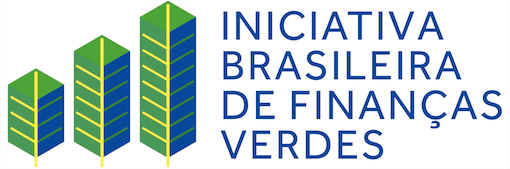 INICIATIVA
BRASILEIRA
DE FINANÇAS
VERDES